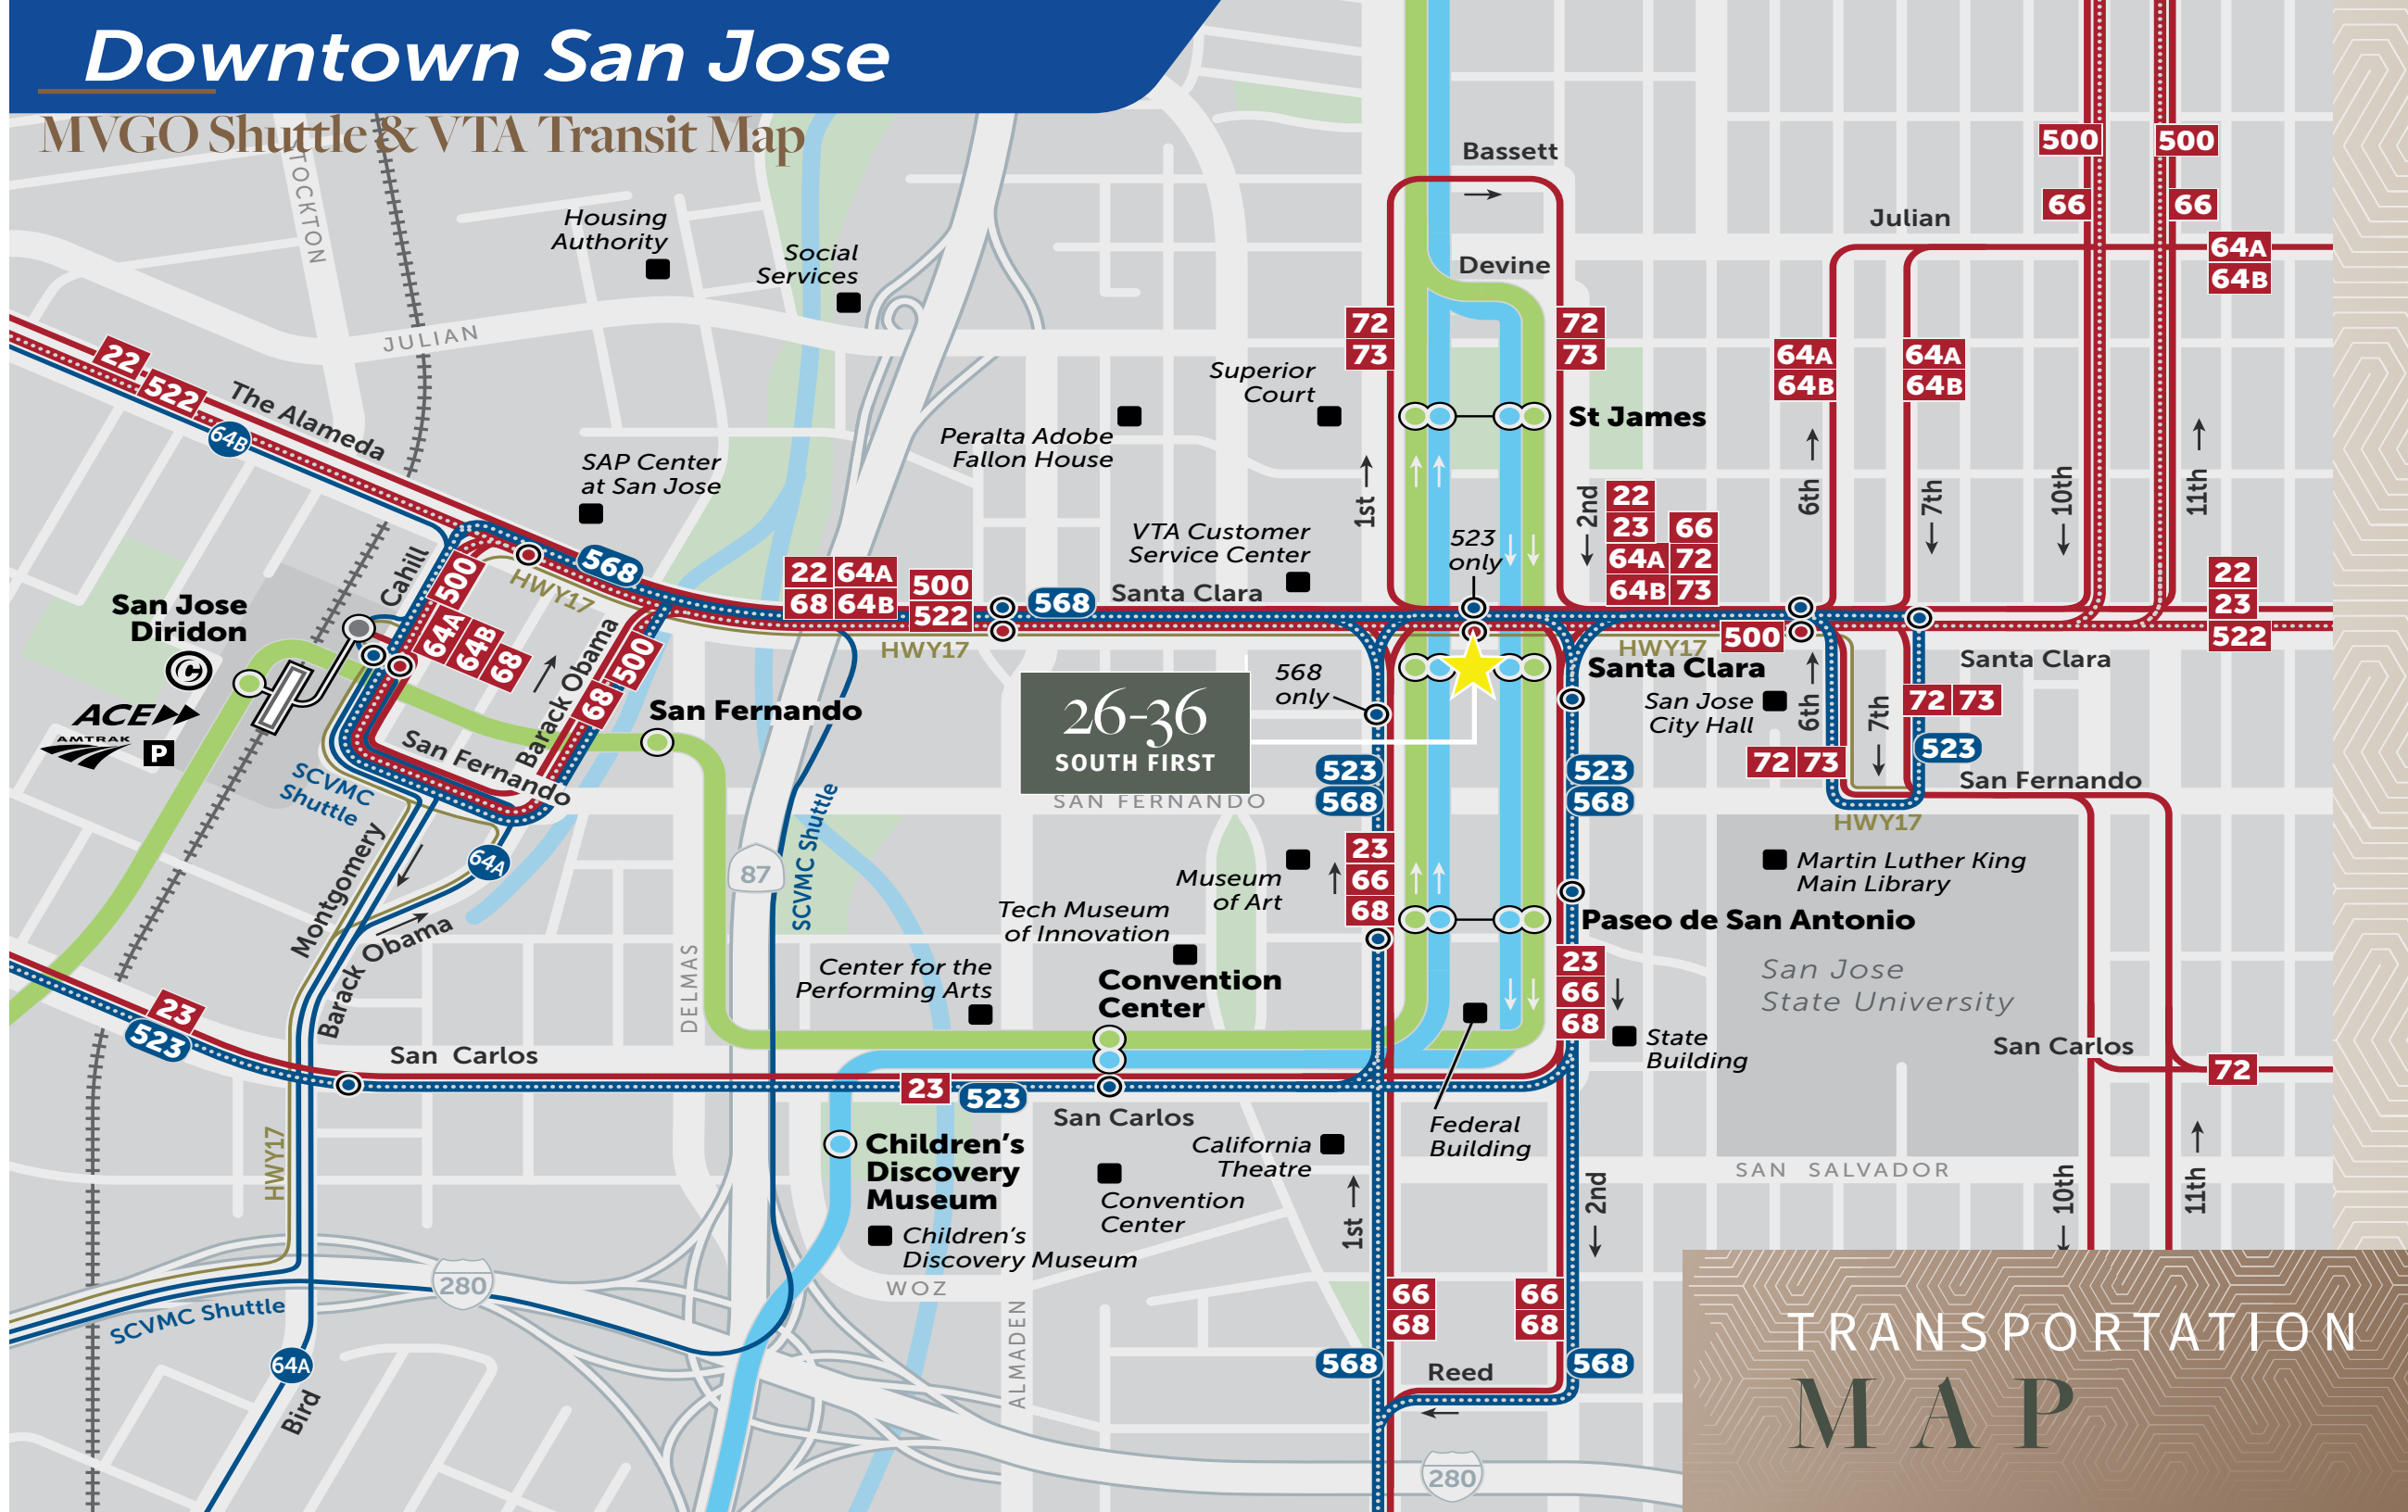 Downtown San Jose
MVGO Shuttle & VTA Transit Map
STOCKTON
Bassett
500
500
66
66
Julian
64A
64B
Housing
Authority
Social
Services
Devine
JULIAN
72
73
72
73
64A
64B
64A
64B
22
522
The Alameda
64B
Superior
Court
Peralta Adobe
Fallon House
St James
SAP Center
at San Jose
1st
2nd
6th
7th
10th
11th
22
23
66
64A
72
64B
73
VTA Customer
Service Center
523
only
Cahill
500
HWY17
568
22
64A
68
64B
500
522
568
Santa Clara
HWY17
22
23
522
San Jose
Diridon
64A
64B
68
Barack Obama
68
500
HWY17
500
Santa Clara
Santa Clara
568
only
San Jose
City Hall
6th
7th
72
73
ACE
AMTRAK
P
San Fernando
San Fernando
26-36
SOUTH FIRST
523
568
523
568
72
73
523
San Fernando
HWY17
SAN FERNANDO
SCVMC
Shuttle
SCVMC Shuttle
Montgomery
64A
87
Museum
of Art
23
66
68
Martin Luther King
Main Library
Tech Museum
of Innovation
Paseo de San Antonio
Barack Obama
DELMAS
Center for the
Performing Arts
Convention
Center
23
66
68
San Jose
State University
23
523
State
Building
San Carlos
San Carlos
72
23
523
San Carlos
Federal
Building
HWY17
Children's
Discovery
Museum
California
Theatre
Convention
Center
SAN SALVADOR
1st
2nd
10th
11th
Children's
Discovery Museum
280
WOZ
SCVMC Shuttle
66
68
66
68
ALMADEN
64A
Bird
568
Reed
568
280
TRANSPORTATION
MAP